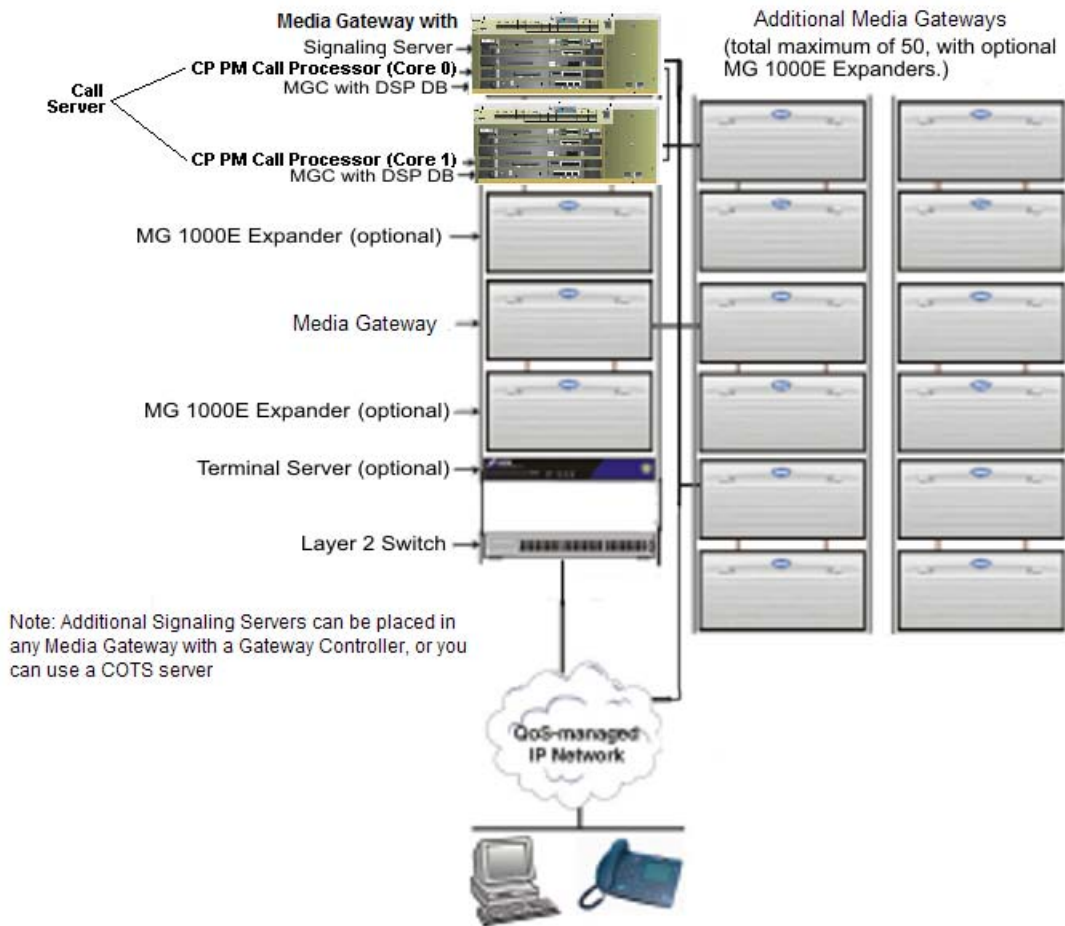 Media Gateway with
Signaling Server
CP PM Call Processor (Core 0)
MGC with DSP DB
Call
Server
CP PM Call Processor (Core 1)
MGC with DSP DB
MG 1000E Expander (optional)
Media Gateway
MG 1000E Expander (optional)
Terminal Server (optional)
Layer 2 Switch
Additional Media Gateways
(total maximum of 50, with optional
MG 1000E Expanders.)
Note: Additional Signaling Servers can be placed in
any Media Gateway with a Gateway Controller, or you
can use a COTS server
QoS-managed
IP Network